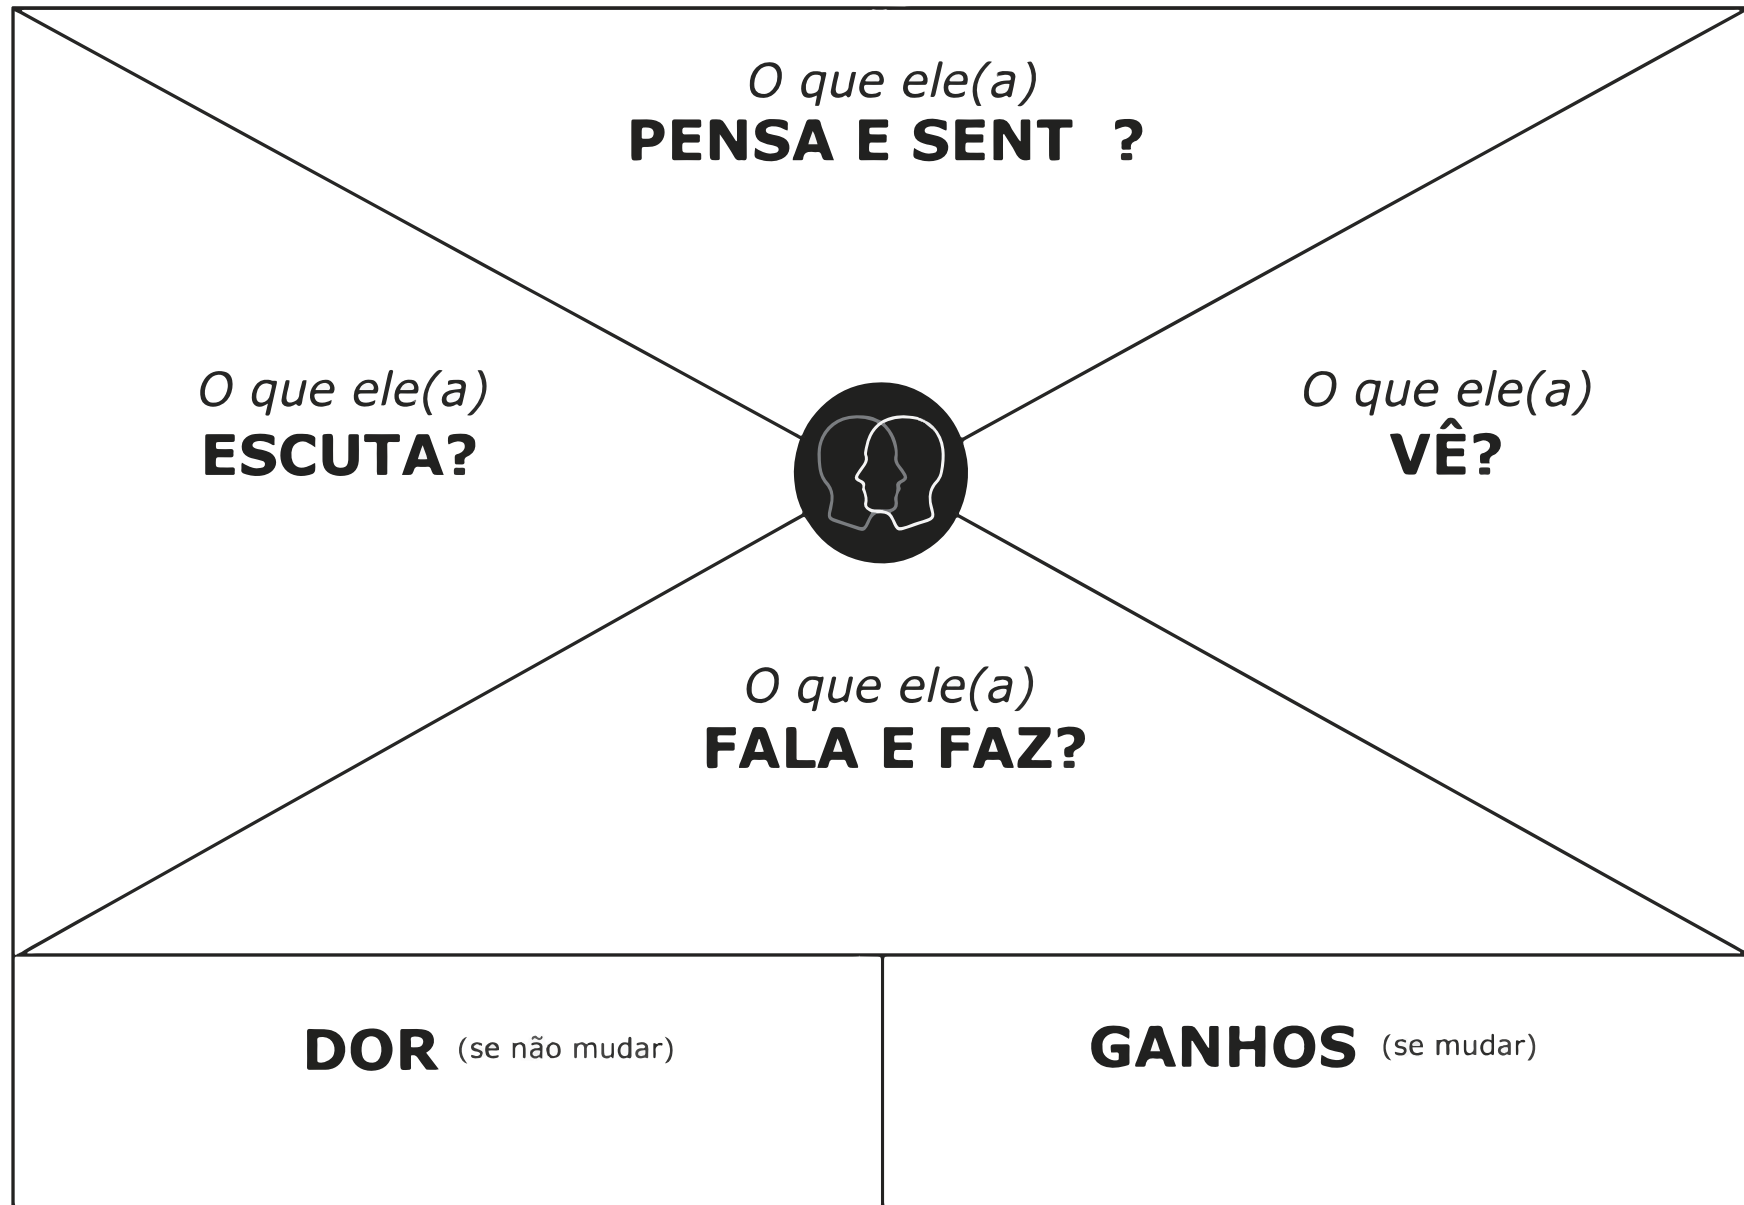 O que ele(a)
PENSA E SENT ?
O que ele(a)
ESCUTA?
O que ele(a)
VÊ?
O que ele(a)
FALA E FAZ?
DOR (se não mudar)
GANHOS (se mudar)